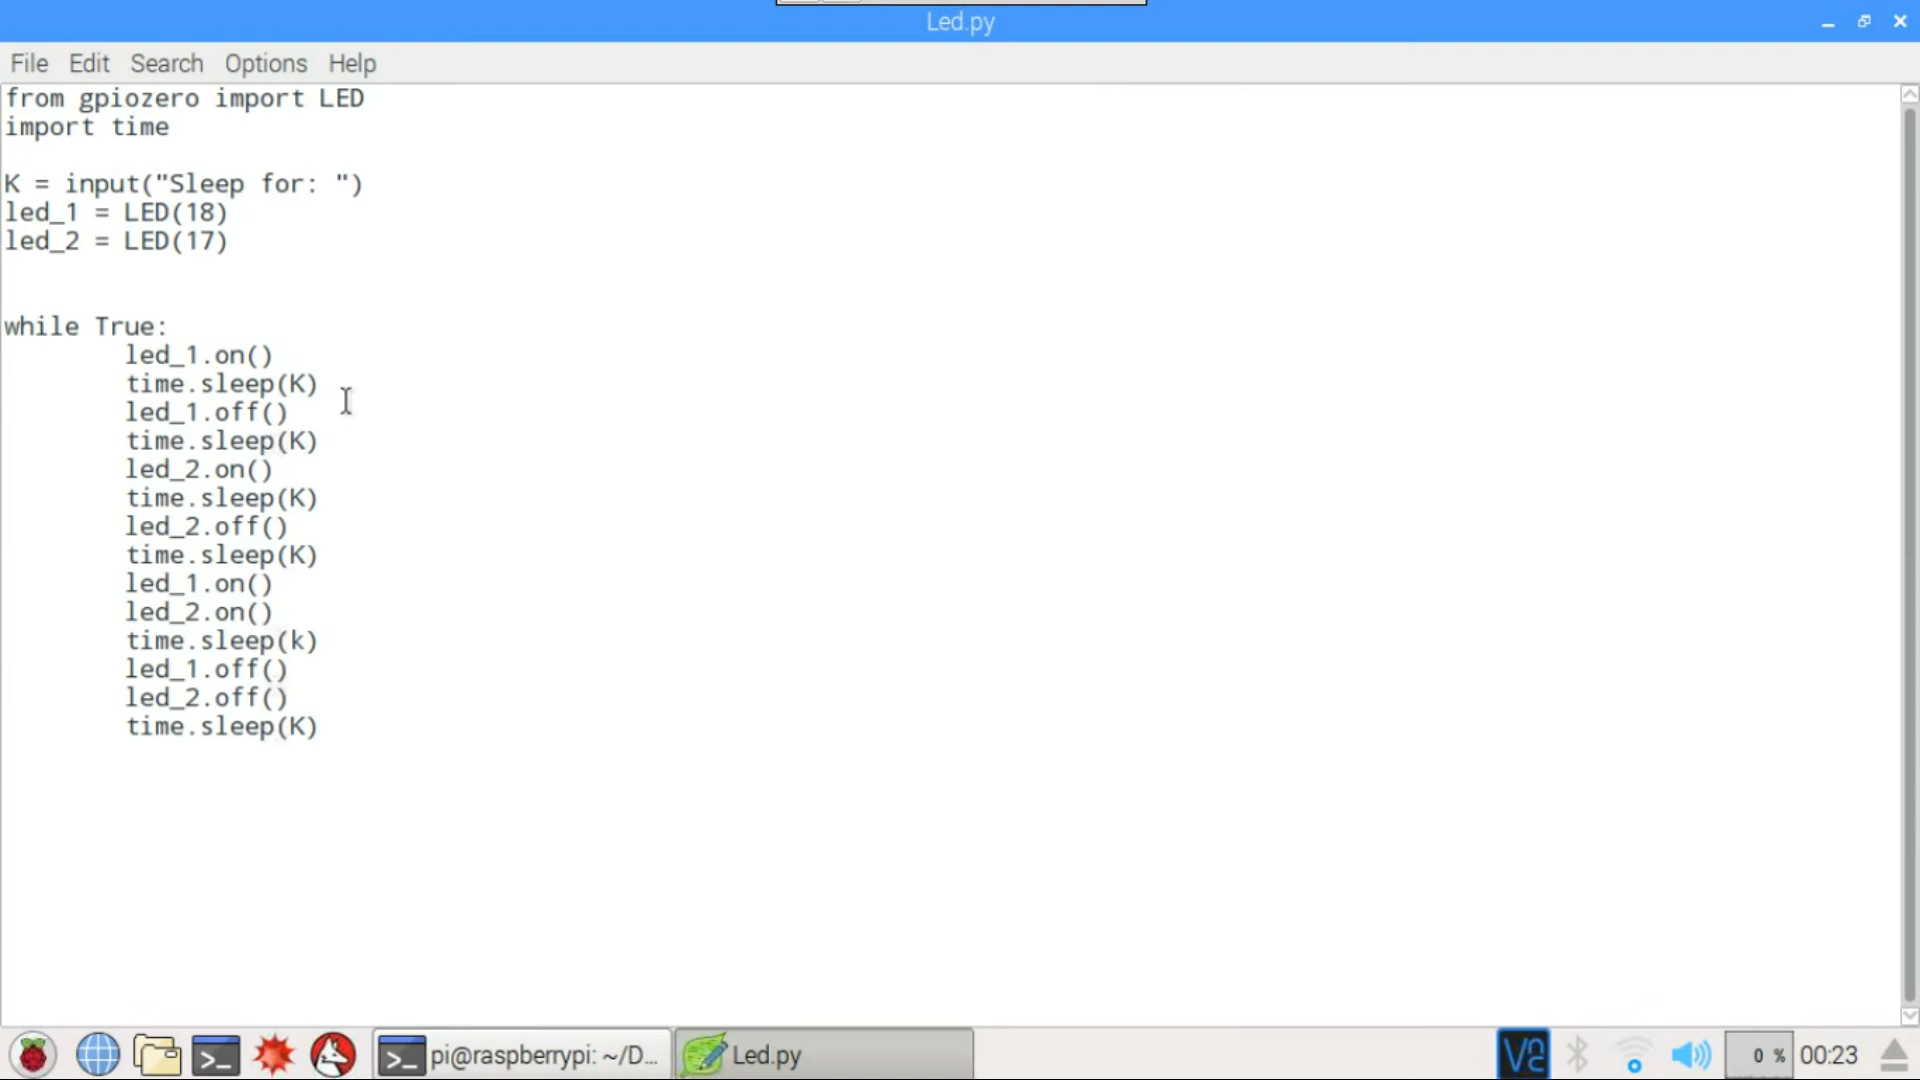 Led.py
File Edit Search Options Help
from gpiozero import LED
import time
K = input("Sleep for: ")
led_1 = LED(18)
led_2 = LED(17)
while True:
led_1.on()
time.sleep(K)
led_1.off()
time.sleep(K)
led_2.on()
time.sleep(K)
led_2.off()
time.sleep(K)
led_1.on()
led_2.on()
time.sleep(k)
led_1.off()
led_2.off()
time.sleep(K)
pi@raspberrypi: ~/D... Led.py 0 % 00:23